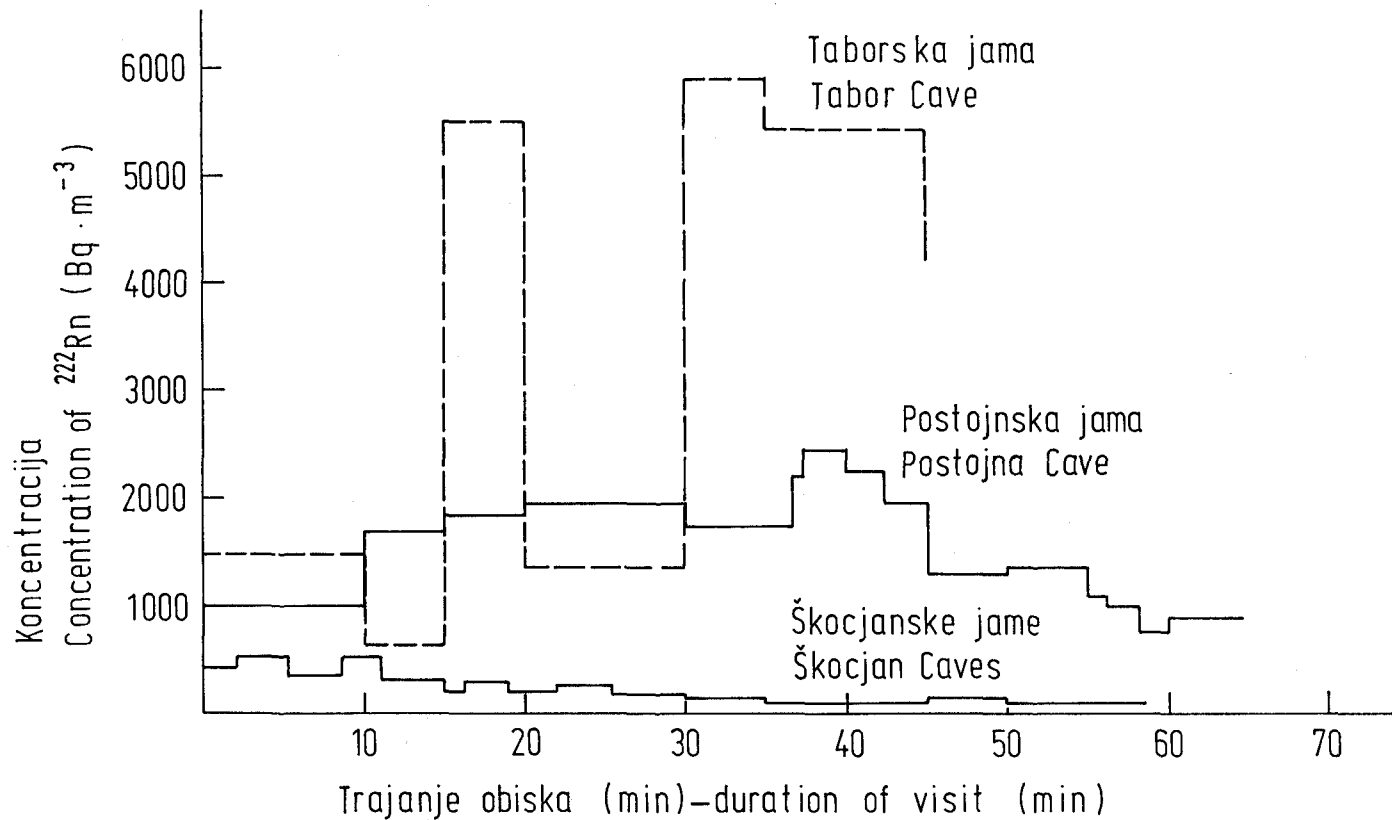 Taborska jama
Tabor Cave
6000
5000
4000
3000
2000
1000
Koncentracija
Concentration of ²²²Rn (Bq · m⁻³)
Postojnska jama
Postojna Cave
Škocjanske jame
Škocjan Caves
10 20 30 40 50 60 70
Trajanje obiska (min)–duration of visit (min)